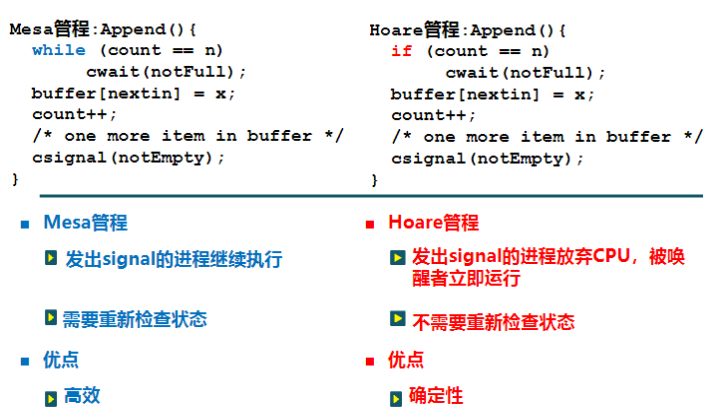 Mesa管程:Append(){
while (count == n)
cwait(notFull);
buffer[nextin] = x;
count++;
/* one more item in buffer */
csignal(notEmpty);
}
Hoare管程:Append(){
if (count == n)
cwait(notFull);
buffer[nextin] = x;
count++;
/* one more item in buffer */
csignal(notEmpty);
}
Mesa管程
发出signal的进程继续执行
需要重新检查状态
优点
高效
Hoare管程
发出signal的进程放弃CPU，被唤
醒者立即运行
不需要重新检查状态
优点
确定性